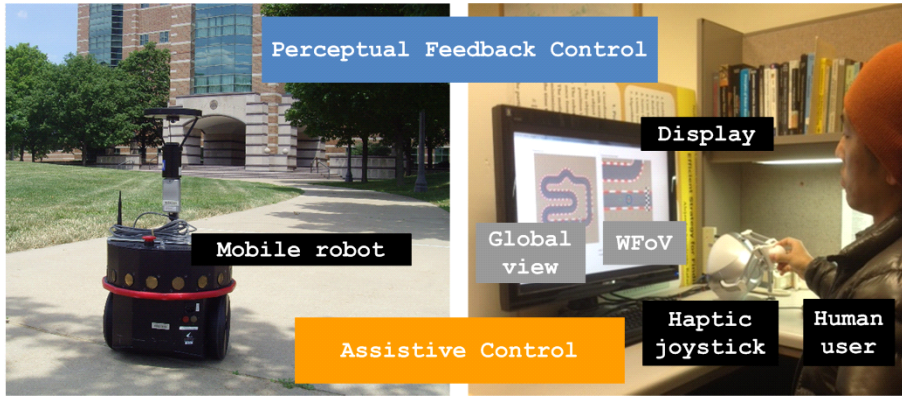 Perceptual Feedback Control
Display
Mobile robot
Global
view
WFoV
Haptic
joystick
Human
user
Assistive Control